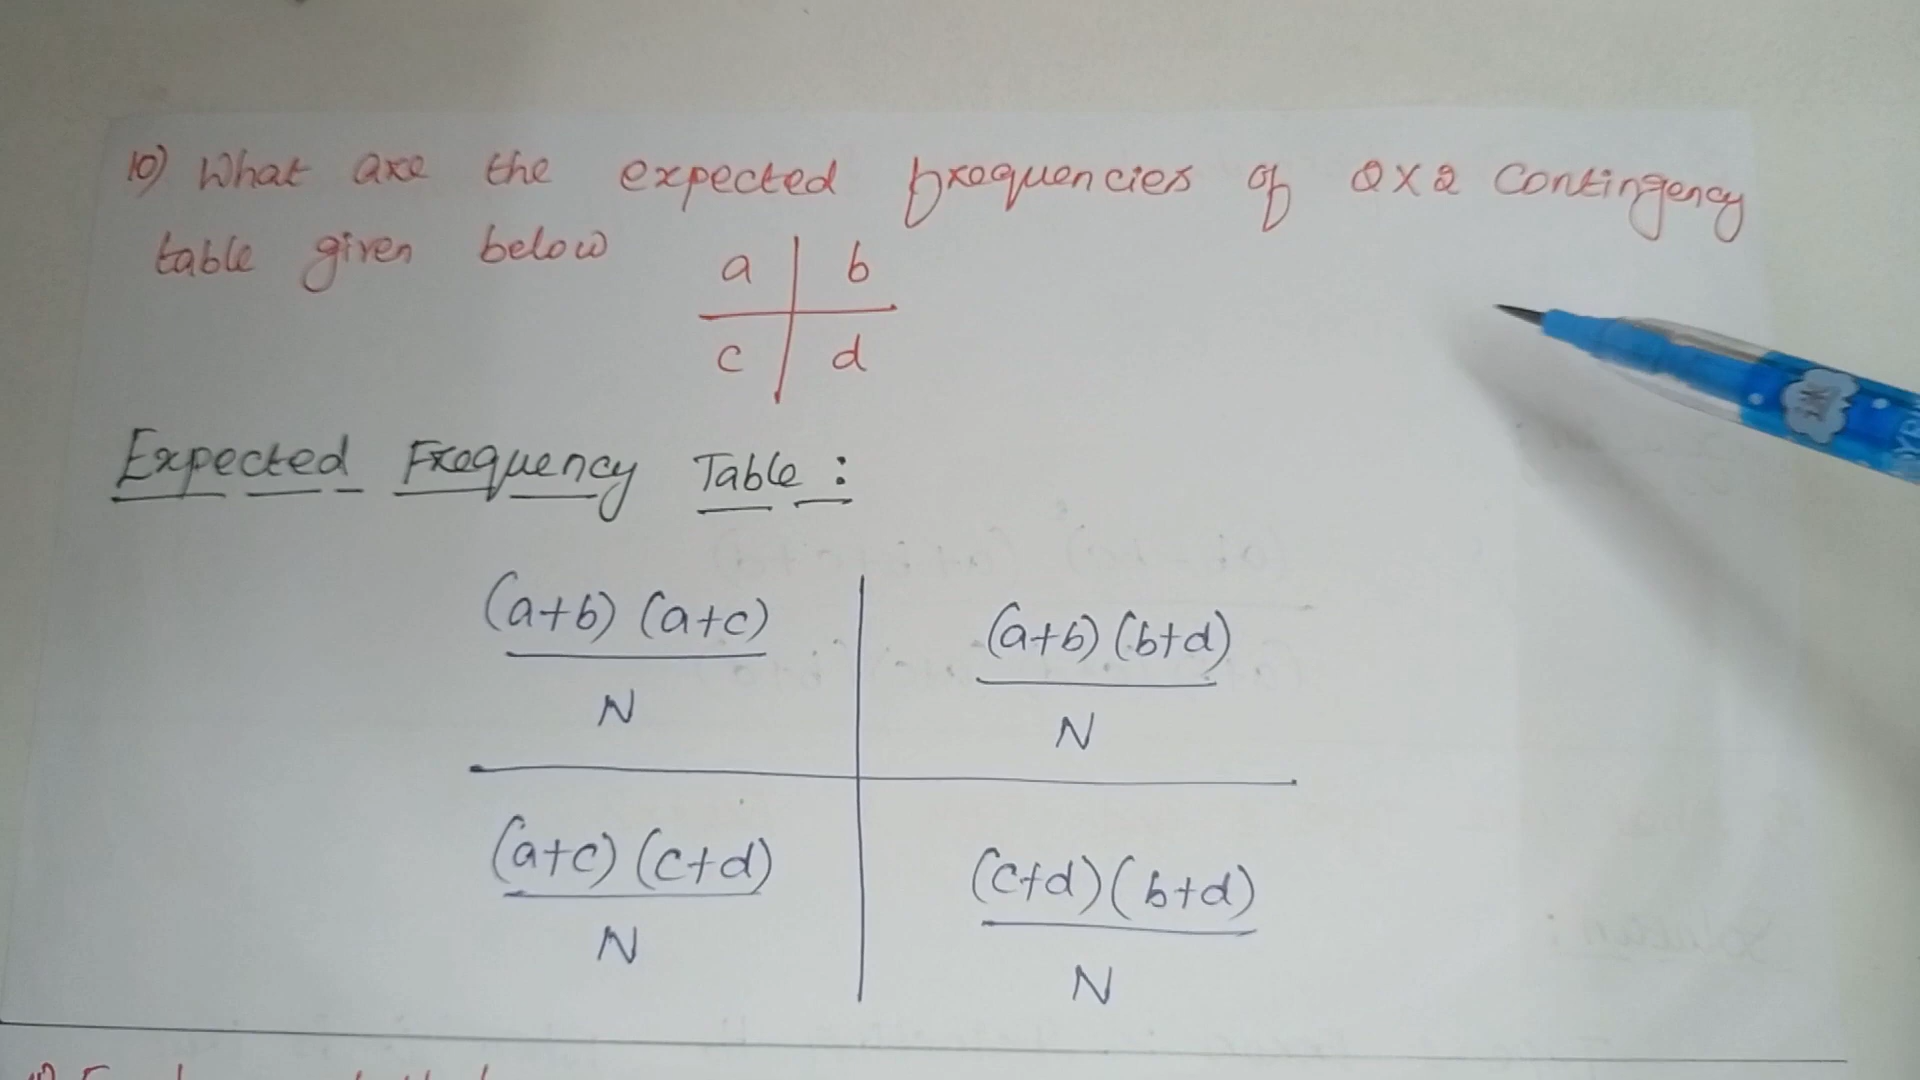 10) What are the expected frequencies of 2x2 contingency
table given below
a b
c d
Expected Frequency Table :
(a+b) (a+c)
N
(a+b) (b+d)
N
(a+c) (c+d)
N
(c+d) (b+d)
N